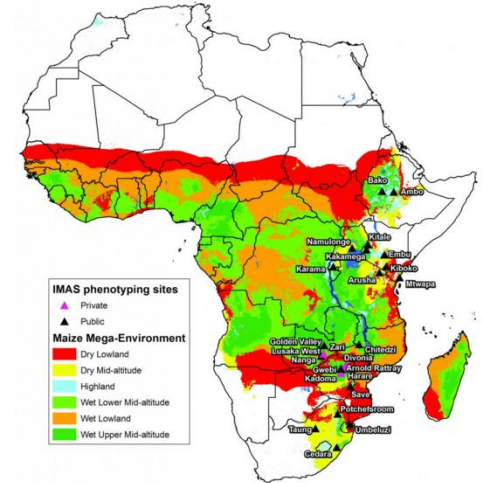 Bako
Ambo
Kitale
Namulonge
Kakamega
Embu
Karama
Kiboko
Arusha
Mtwapa
IMAS phenotyping sites
Private
Public
Maize Mega-Environment
Dry Lowland
Dry Mid-altitude
Highland
Wet Lower Mid-altitude
Wet Lowland
Wet Upper Mid-altitude
Golden Valley
Zari
Chitedzi
Lusaka West
Divonia
Nanga
Gwebi
Arnold Rattray
Kadoma
Harare
Save
Potchefsroom
Taung
Umbeluzi
Cedara